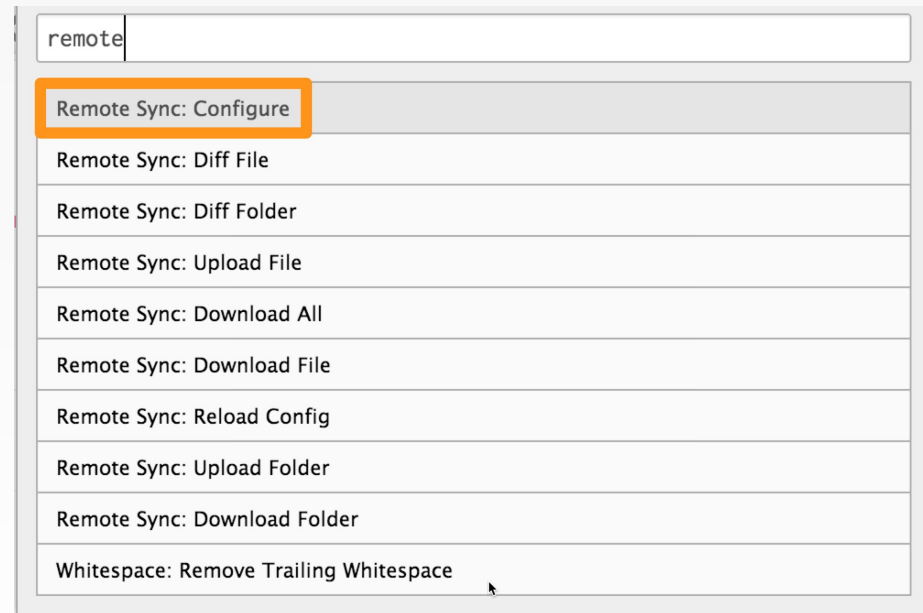 remote
Remote Sync: Configure
Remote Sync: Diff File
Remote Sync: Diff Folder
Remote Sync: Upload File
Remote Sync: Download All
Remote Sync: Download File
Remote Sync: Reload Config
Remote Sync: Upload Folder
Remote Sync: Download Folder
Whitespace: Remove Trailing Whitespace